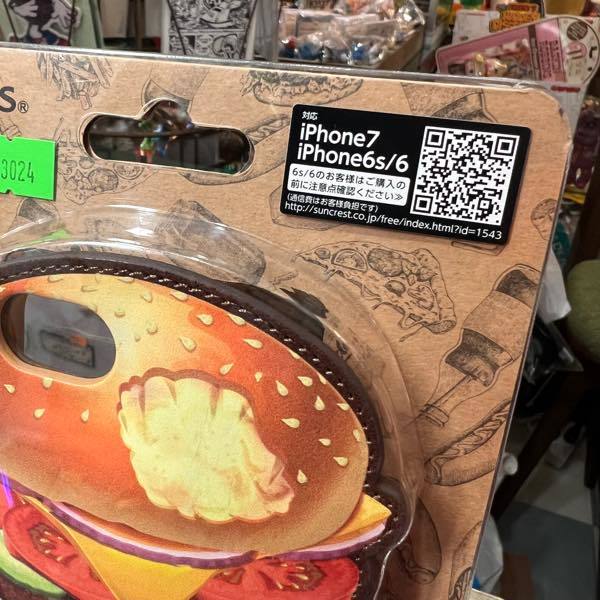 S®
3024
対応
iPhone7
iPhone6s/6
6s/6のお客様はご購入の
前に注意点確認ください≫
(通信費はお客様負担です)
http://suncrest.co.jp/free/index.html?id=1543